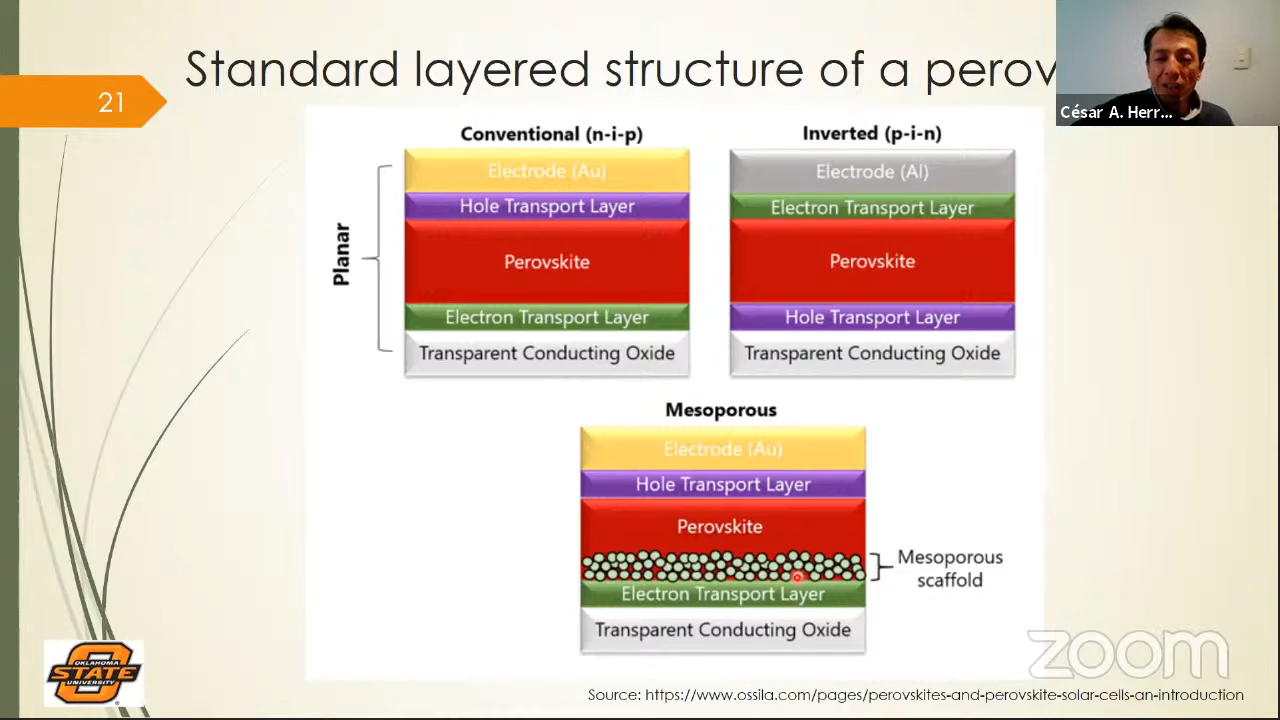 Standard layered structure of a perov
21
César A. Herr...
Conventional (n-i-p)
Inverted (p-i-n)
Planar
Electrode (Au)
Hole Transport Layer
Perovskite
Electron Transport Layer
Transparent Conducting Oxide
Electrode (Al)
Electron Transport Layer
Perovskite
Hole Transport Layer
Transparent Conducting Oxide
Mesoporous
Electrode (Au)
Hole Transport Layer
Perovskite
Electron Transport Layer
Transparent Conducting Oxide
Mesoporous
scaffold
OKLAHOMA
STATE
UNIVERSITY
zoom
Source: https://www.ossila.com/pages/perovskites-and-perovskite-solar-cells-an-introduction